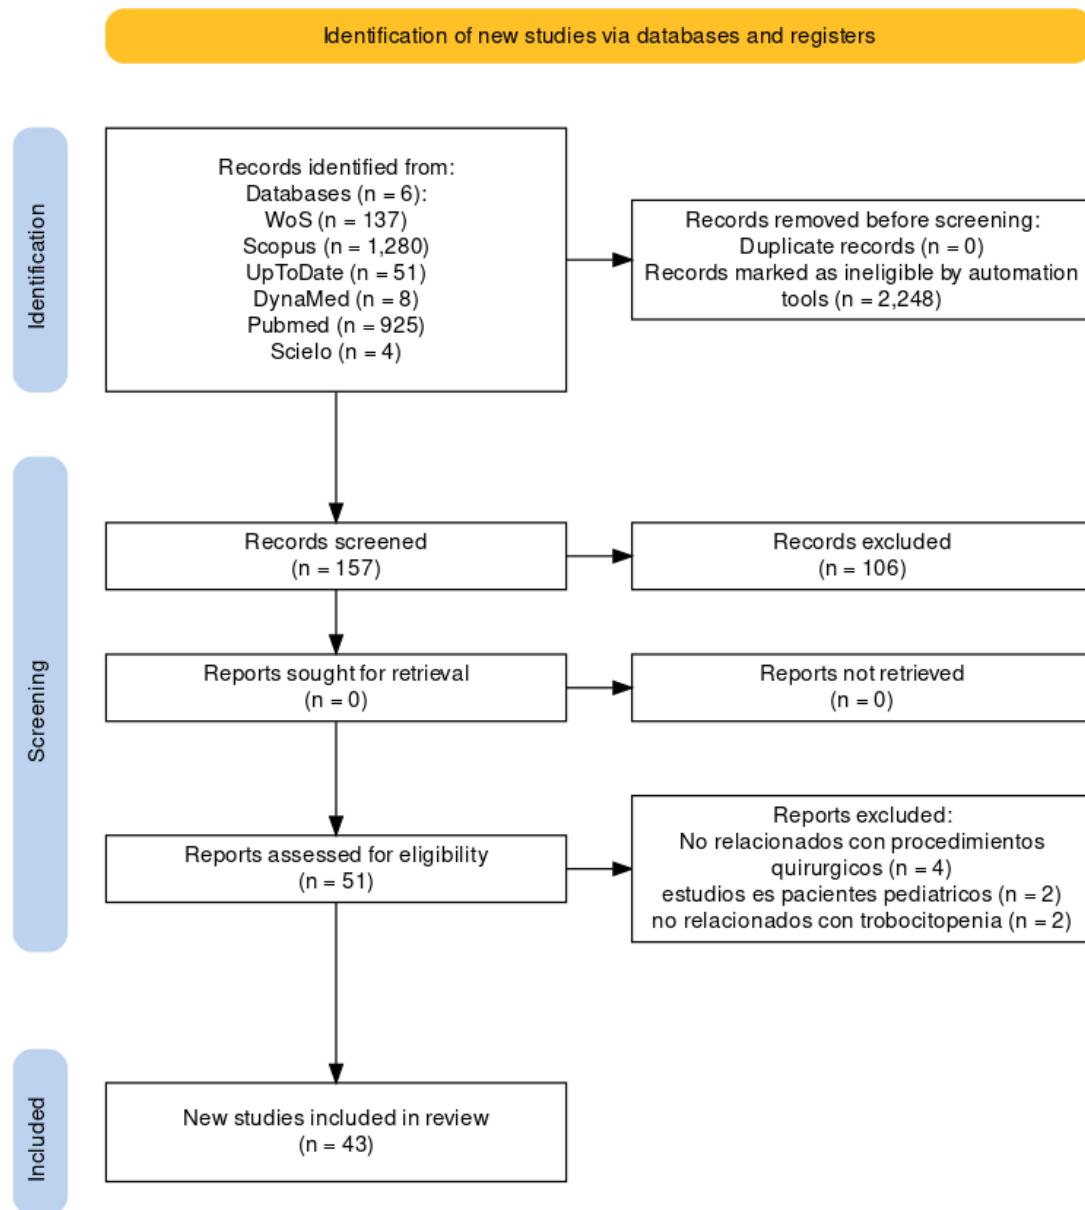 Identification of new studies via databases and registers
Identification
Records identified from:
Databases (n = 6):
WoS (n = 137)
Scopus (n = 1,280)
UpToDate (n = 51)
DynaMed (n = 8)
Pubmed (n = 925)
Scielo (n = 4)
Records removed before screening:
Duplicate records (n = 0)
Records marked as ineligible by automation
tools (n = 2,248)
Screening
Records screened
(n = 157)
Records excluded
(n = 106)
Reports sought for retrieval
(n = 0)
Reports not retrieved
(n = 0)
Reports assessed for eligibility
(n = 51)
Reports excluded:
No relacionados con procedimientos
quirurgicos (n = 4)
estudios es pacientes pediatricos (n = 2)
no relacionados con trobocitopenia (n = 2)
Included
New studies included in review
(n = 43)